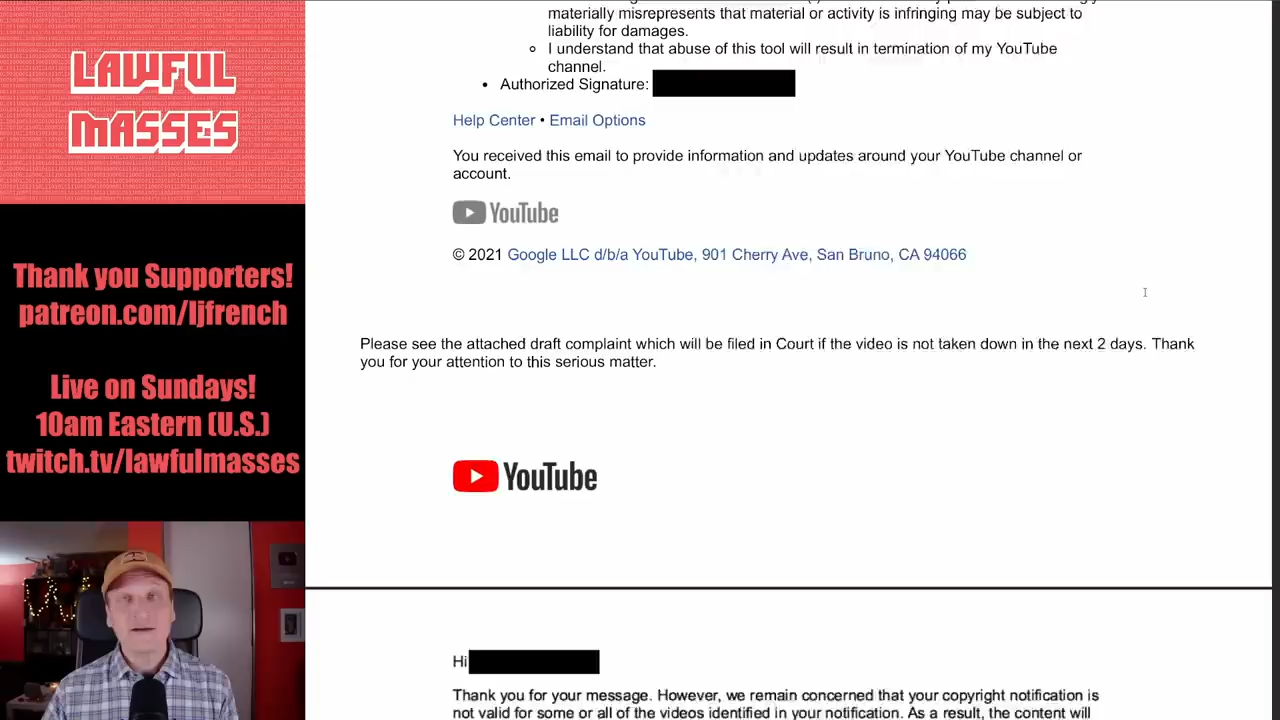 LAWFUL
MASSES
Thank you Supporters!
patreon.com/ljfrench
Live on Sundays!
10am Eastern (U.S.)
twitch.tv/lawfulmasses
materially misrepresents that material or activity is infringing may be subject to
liability for damages.
I understand that abuse of this tool will result in termination of my YouTube
channel.
Authorized Signature:
Help Center • Email Options
You received this email to provide information and updates around your YouTube channel or
account.
YouTube
© 2021 Google LLC d/b/a YouTube, 901 Cherry Ave, San Bruno, CA 94066
Please see the attached draft complaint which will be filed in Court if the video is not taken down in the next 2 days. Thank
you for your attention to this serious matter.
YouTube
Hi
Thank you for your message. However, we remain concerned that your copyright notification is
not valid for some or all of the videos identified in your notification. As a result, the content will